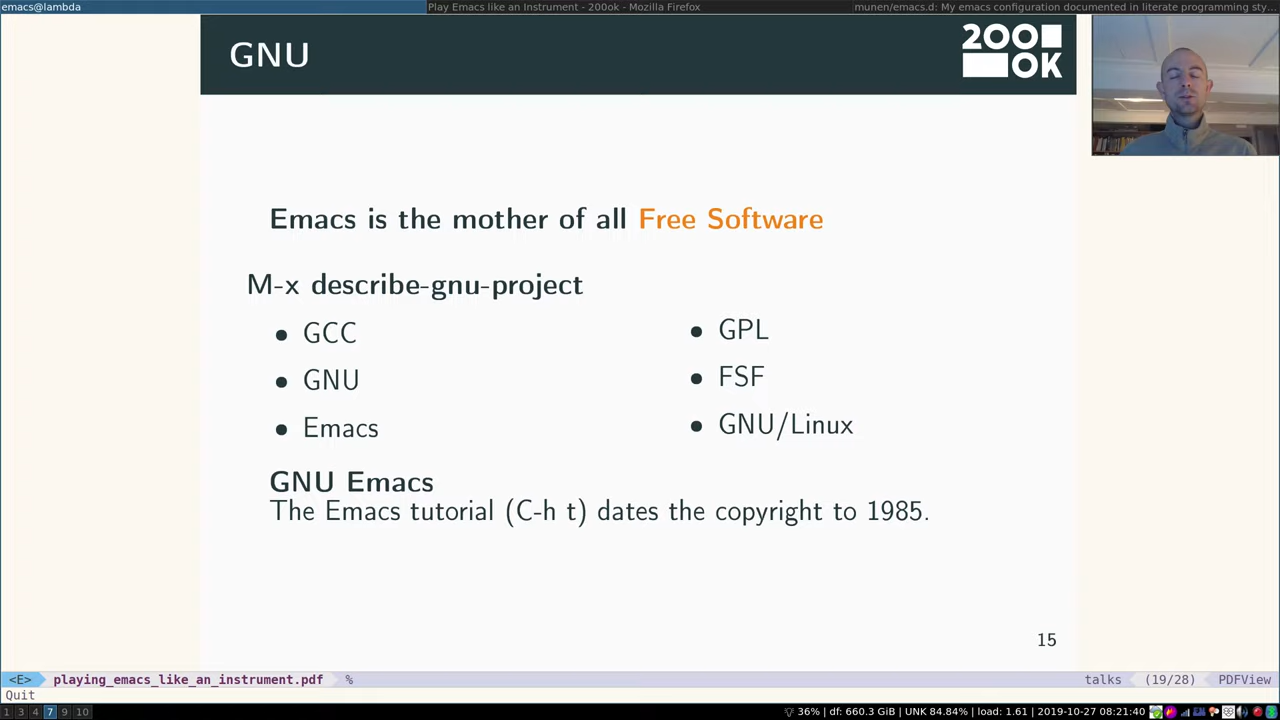 emacs@lambda
Play Emacs like an Instrument - 200ok - Mozilla Firefox
munen/emacs.d: My emacs configuration documented in literate programming sty...
GNU
200
OK
Emacs is the mother of all Free Software
M-x describe-gnu-project
• GCC
• GNU
• Emacs
• GPL
• FSF
• GNU/Linux
GNU Emacs
The Emacs tutorial (C-h t) dates the copyright to 1985.
15
<E> playing_emacs_like_an_instrument.pdf % talks (19/28) PDFView
Quit
1 3 4 7 9 10 36% | df: 660.3 GiB | UNK 84.84% | load: 1.61 | 2019-10-27 08:21:40